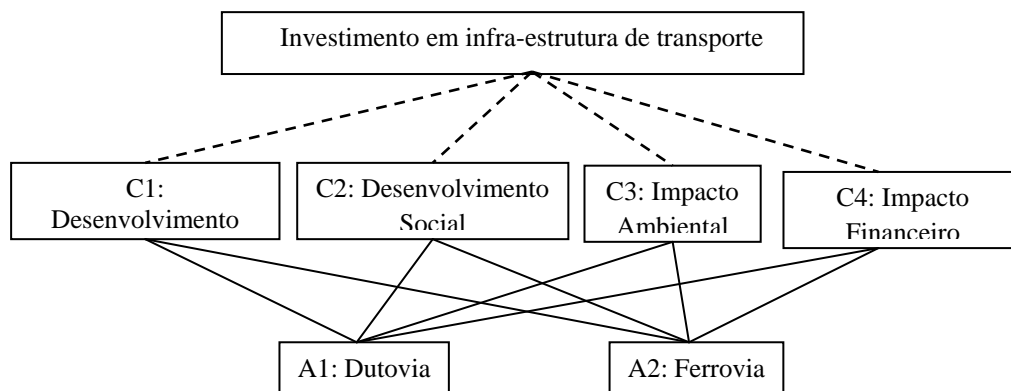 Investimento em infra-estrutura de transporte
C1:
Desenvolvimento
C2: Desenvolvimento
Social
C3: Impacto
Ambiental
C4: Impacto
Financeiro
A1: Dutovia
A2: Ferrovia